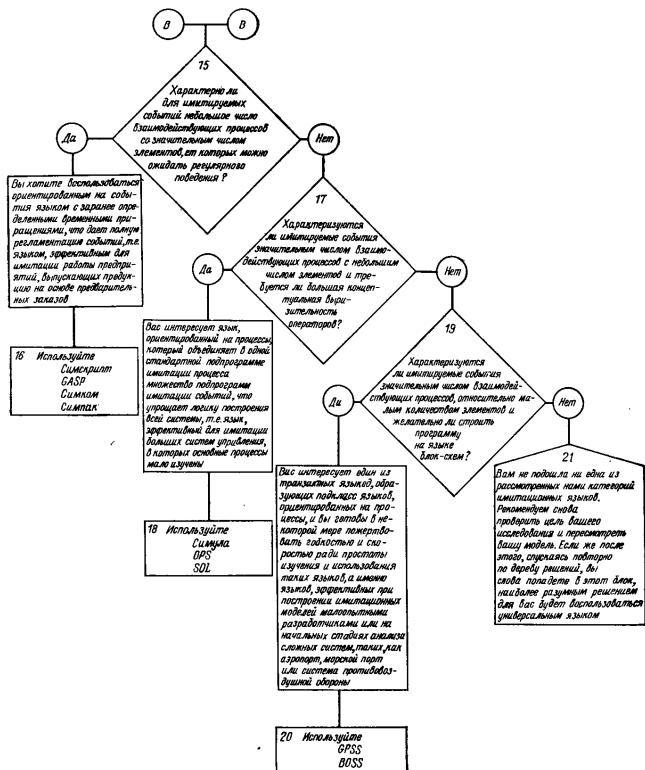 В В
15
Характерно ли
для имитируемых
событий небольшое число
взаимодействующих процессов
со значительным числом
элементов, от которых можно
ожидать регулярного
поведения ?
Да
Нет
Вы хотите воспользоваться
ориентированным на собы-
тия языком с заранее опре-
деленными временными при-
ращениями, что дает полную
регламентацию событий, т.е.
языком, эффективным для
имитации работы предпри-
ятий, выпускающих продук-
цию на основе предваритель-
ных заказов
16 Используйте
Симскрипт
GASP
Симком
Симпак
17
Характеризуются
ли имитируемые события
значительным числом взаимо-
действующих процессов с небольшим
числом элементов и тре-
буется ли большая концеп-
туальная выра-
зительность
операторов?
Да
Нет
Вас интересует язык,
ориентированный на процессы,
который объединяет в одной
стандартной подпрограмме
имитации процесса
множество подпрограмм
имитации событий, что
упрощает логику построения
всей системы, т.е. язык,
эффективный для имитации
больших систем управления,
в которых основные процессы
мало изучены
18 Используйте
Симула
OPS
SOL
19
Характеризуются
ли имитируемые события
значительным числом взаимодей-
ствующих процессов, относительно ма-
лым количеством элементов и
желательно ли строить
программу
на языке
блок-схем?
Да
Нет
Вас интересует один из
транзактных языков, обра-
зующих подкласс языков,
ориентированных на про-
цессы, и вы готовы в не-
которой мере пожертво-
вать гибкостью и ско-
ростью ради простоты
изучения и использования
таких языков, а именно
языков, эффективных при
построении имитационных
моделей малоопытными
разработчиками или на
начальных стадиях анализа
сложных систем, таких, как
аэропорт, морской порт
или система противовоз-
душной обороны
20 Используйте
GPSS
BOSS
21
Вам не подошла ни одна из
рассмотренных нами категорий
имитационных языков.
Рекомендуем снова
проверить цель вашего
исследования и пересмотреть
вашу модель. Если же после
этого, спускаясь повторно
по дереву решений, вы
снова попадете в этот блок,
наиболее разумным решением
для вас будет воспользоваться
универсальным языком